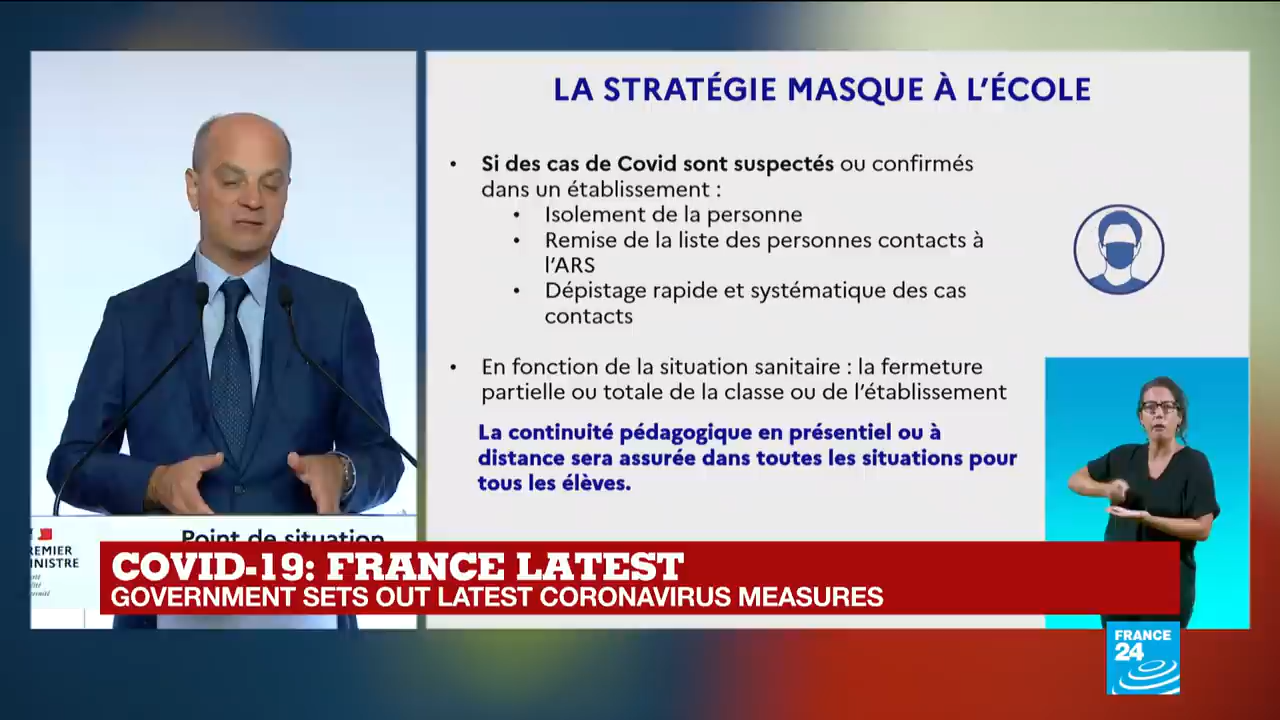 LA STRATÉGIE MASQUE À L'ÉCOLE
• Si des cas de Covid sont suspectés ou confirmés
dans un établissement :
• Isolement de la personne
• Remise de la liste des personnes contacts à
l'ARS
• Dépistage rapide et systématique des cas
contacts
• En fonction de la situation sanitaire : la fermeture
partielle ou totale de la classe ou de l'établissement
La continuité pédagogique en présentiel ou à
distance sera assurée dans toutes les situations pour
tous les élèves.
Point de situation
COVID-19: FRANCE LATEST
GOVERNMENT SETS OUT LATEST CORONAVIRUS MEASURES
FRANCE
24